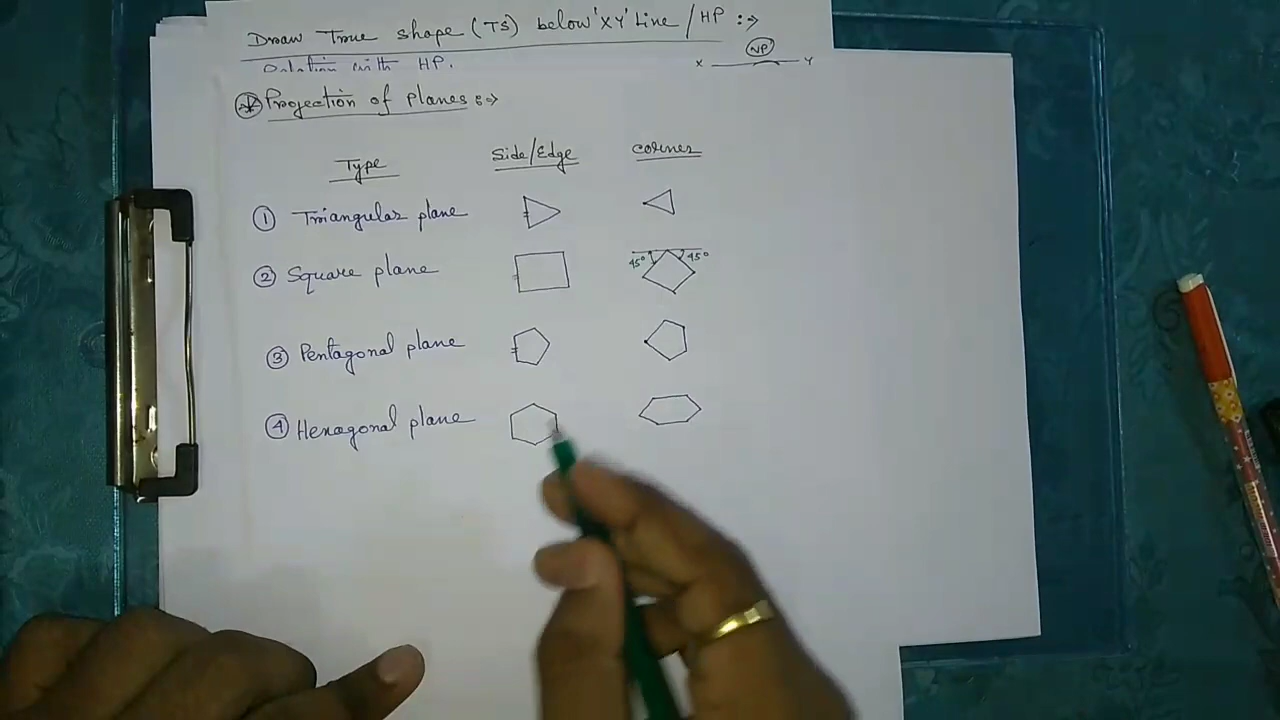 Draw True shape (TS) below 'XY' Line / HP :->
VP
X Y
Relation with HP.
* Projection of planes :->
Type Side/Edge Corner
① Triangular plane
② Square plane 45° 45°
③ Pentagonal plane
④ Hexagonal plane